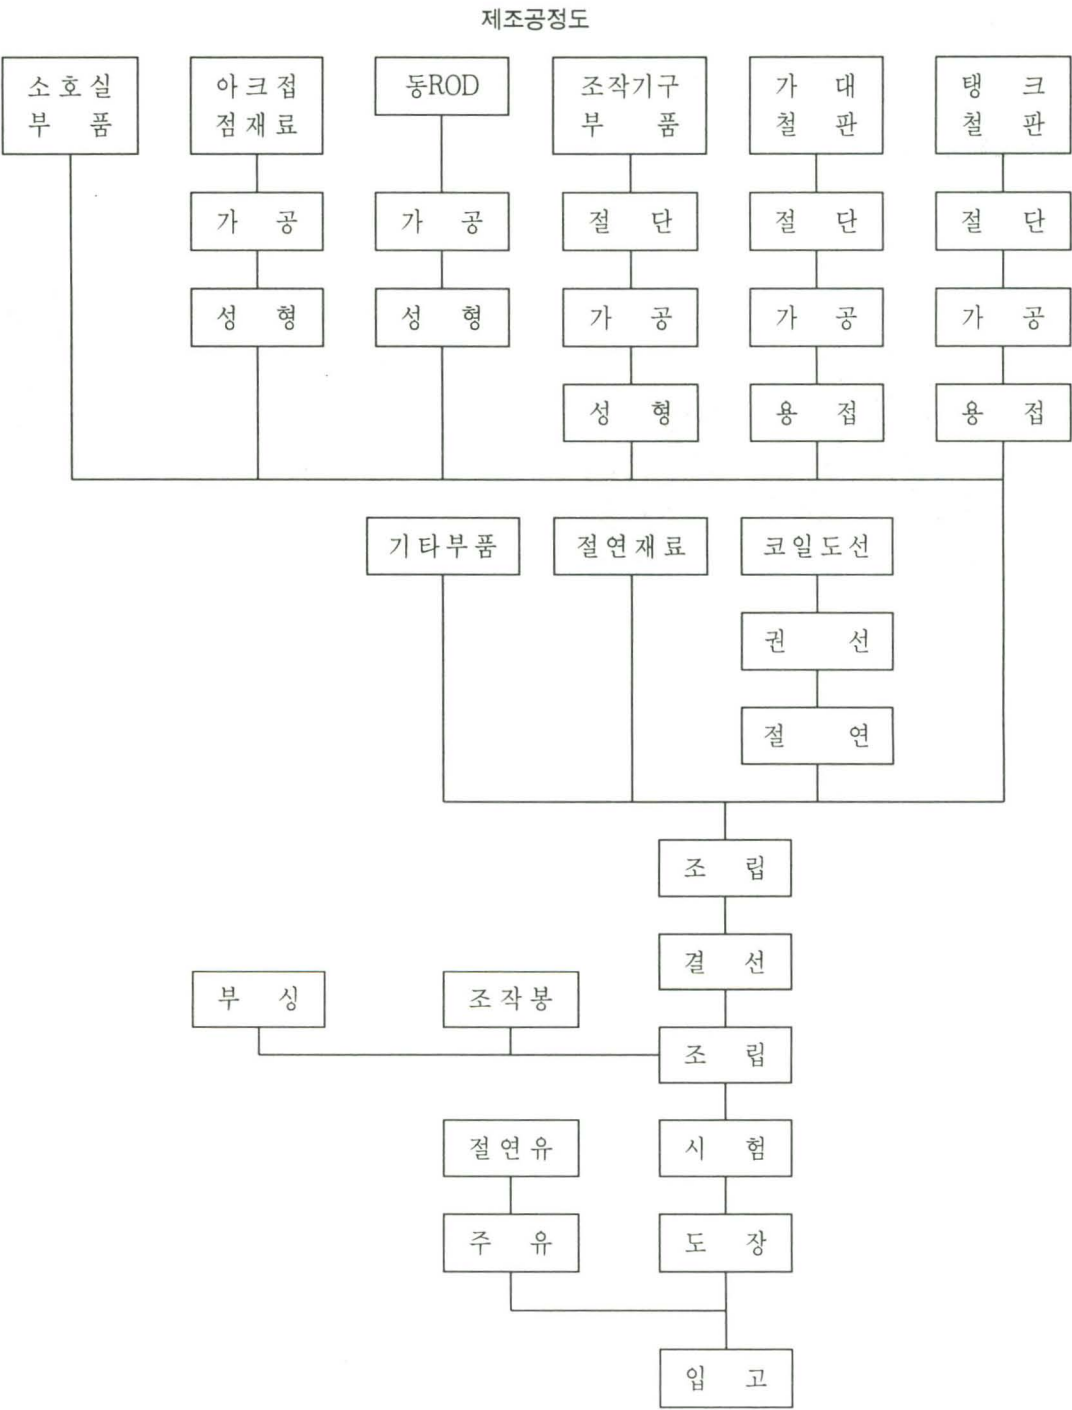 제조공정도
소호실
부 품
아크접
점재료
동ROD
조작기구
부 품
가 대
철 판
탱 크
철 판
가 공
가 공
절 단
절 단
절 단
성 형
성 형
가 공
가 공
가 공
성 형
용 접
용 접
기타부품
절연재료
코일도선
권 선
절 연
조 립
결 선
부 싱
조작봉
조 립
절연유
시 험
주 유
도 장
입 고